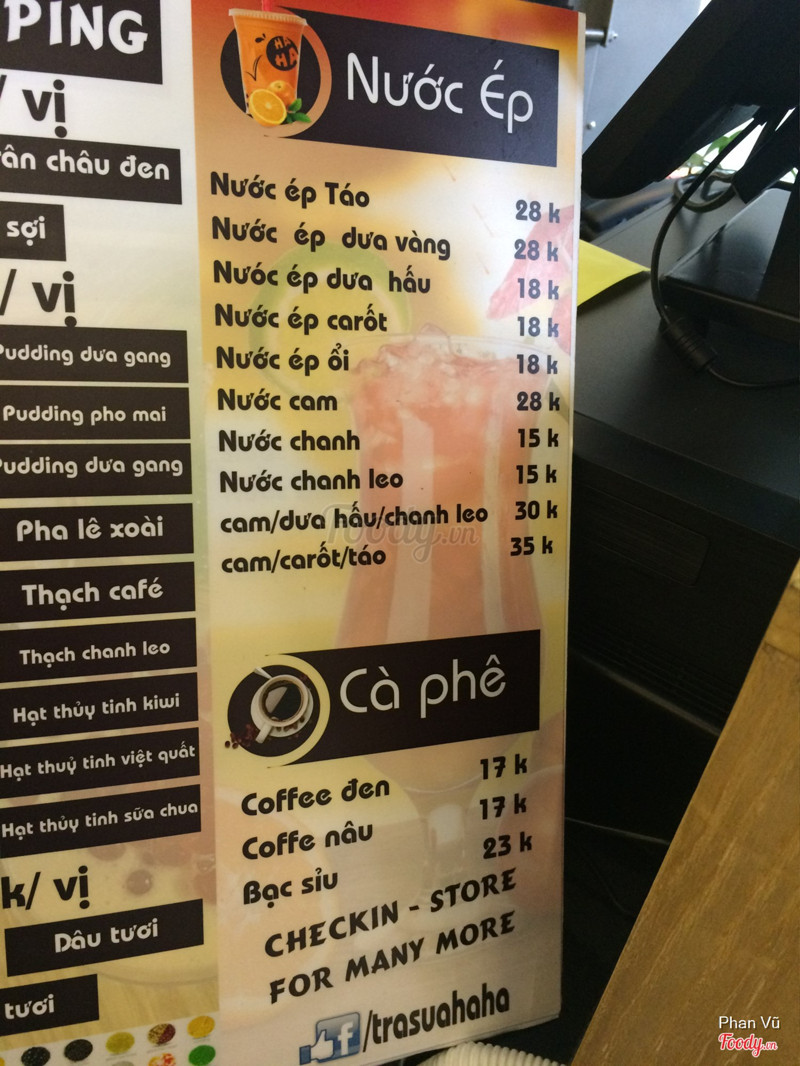 PING
/ vị
rân châu đen
sợi
/ vị
Pudding dưa gang
Pudding pho mai
Pudding dưa gang
Pha lê xoài
Thạch café
Thạch chanh leo
Hạt thủy tinh kiwi
Hạt thuỷ tinh việt quất
Hạt thủy tinh sữa chua
k/ vị
Dâu tươi
tươi
HA HA
Nước Ép
Nước ép Táo 28 k
Nước ép dưa vàng 28 k
Nước ép dưa hấu 18 k
Nước ép carốt 18 k
Nước ép ổi 18 k
Nước cam 28 k
Nước chanh 15 k
Nước chanh leo 15 k
cam/dưa hấu/chanh leo 30 k
cam/carốt/táo 35 k
Foody.vn
Cà phê
Coffee đen 17 k
Coffe nâu 17 k
Bạc sỉu 23 k
CHECKIN - STORE
FOR MANY MORE
f/trasuahaha
Phan Vũ
Foody.vn